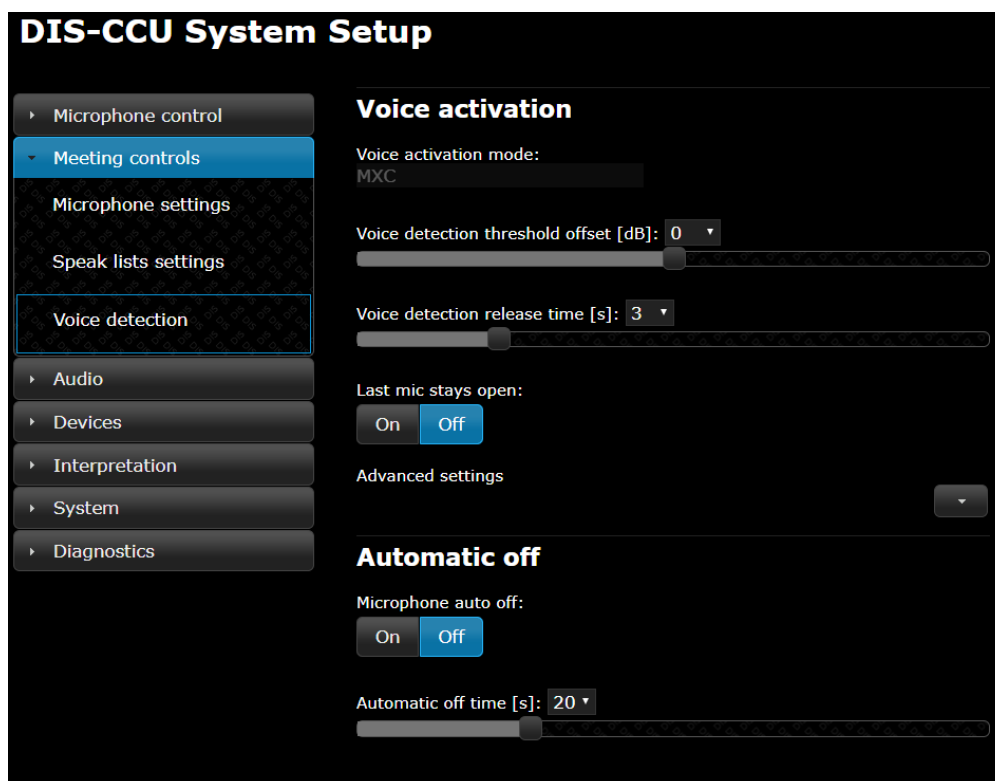 DIS-CCU System Setup
Microphone control
Meeting controls
Microphone settings
Speak lists settings
Voice detection
Audio
Devices
Interpretation
System
Diagnostics
Voice activation
Voice activation mode:
MXC
Voice detection threshold offset [dB]: 0
Voice detection release time [s]: 3
Last mic stays open:
On Off
Advanced settings
Automatic off
Microphone auto off:
On Off
Automatic off time [s]: 20